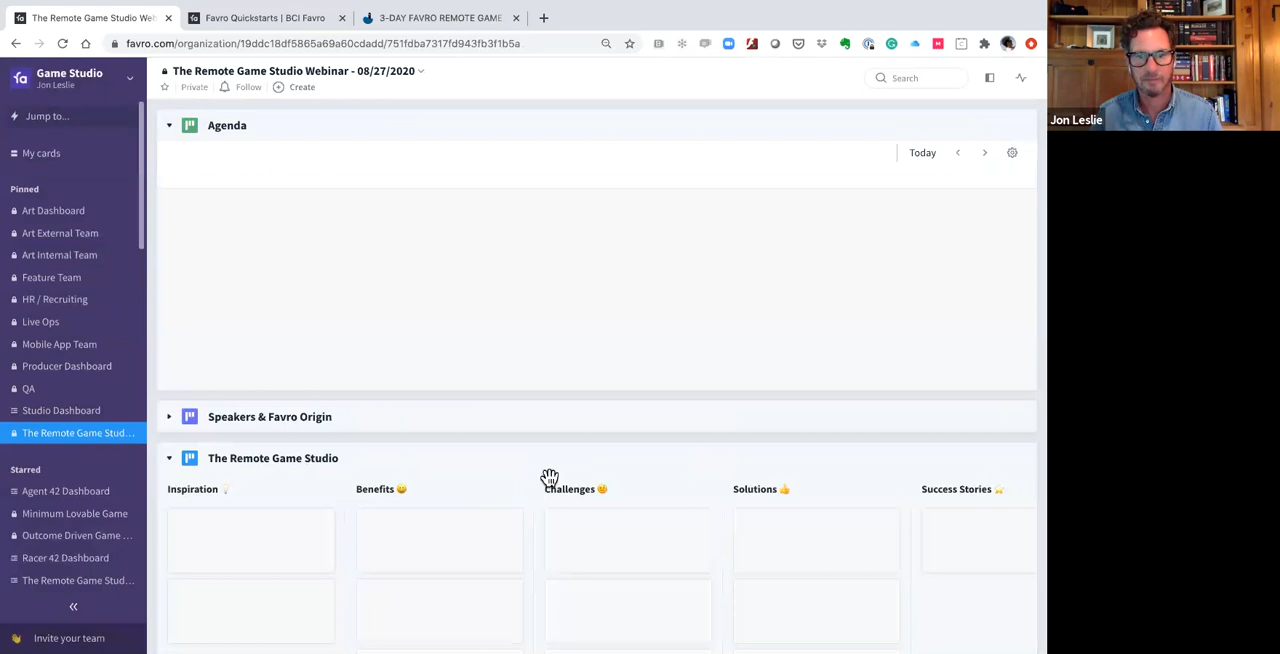 The Remote Game Studio Web
Favro Quickstarts | BCI Favro
3-DAY FAVRO REMOTE GAME
favro.com/organization/19ddc18df5865a69a60cdadd/751fdba7317fd943fb3f1b5a
Game Studio
Jon Leslie
The Remote Game Studio Webinar - 08/27/2020
Private
Follow
Create
Search
Jump to...
My cards
Pinned
Art Dashboard
Art External Team
Art Internal Team
Feature Team
HR / Recruiting
Live Ops
Mobile App Team
Producer Dashboard
QA
Studio Dashboard
The Remote Game Stud...
Starred
Agent 42 Dashboard
Minimum Lovable Game
Outcome Driven Game ...
Racer 42 Dashboard
The Remote Game Stud...
Invite your team
Agenda
Today
Speakers & Favro Origin
The Remote Game Studio
Inspiration
Benefits
Challenges
Solutions
Success Stories
Jon Leslie